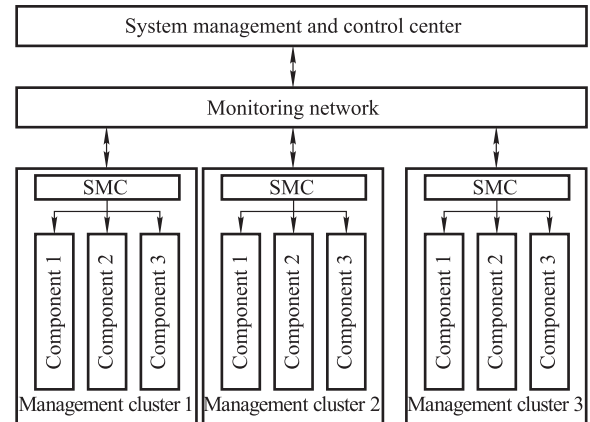 System management and control center
Monitoring network
SMC
Component 1
Component 2
Component 3
Management cluster 1
SMC
Component 1
Component 2
Component 3
Management cluster 2
SMC
Component 1
Component 2
Component 3
Management cluster 3